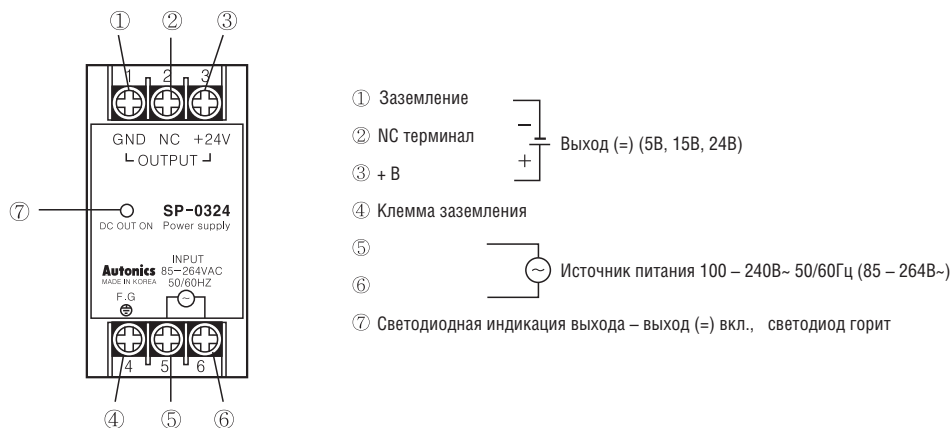 ① ② ③
1 2 3
GND NC +24V
OUTPUT
⑦
DC OUT ON
SP-0324
Power supply
Autonics
MADE IN KOREA
INPUT
85-264VAC
50/60HZ
F.G
4 5 6
④ ⑤ ⑥
① Заземление
② NC терминал
③ + В
− +
Выход (=) (5В, 15В, 24В)
④ Клемма заземления
⑤
⑥
~ Источник питания 100 – 240В~ 50/60Гц (85 – 264В~)
⑦ Светодиодная индикация выхода – выход (=) вкл., светодиод горит